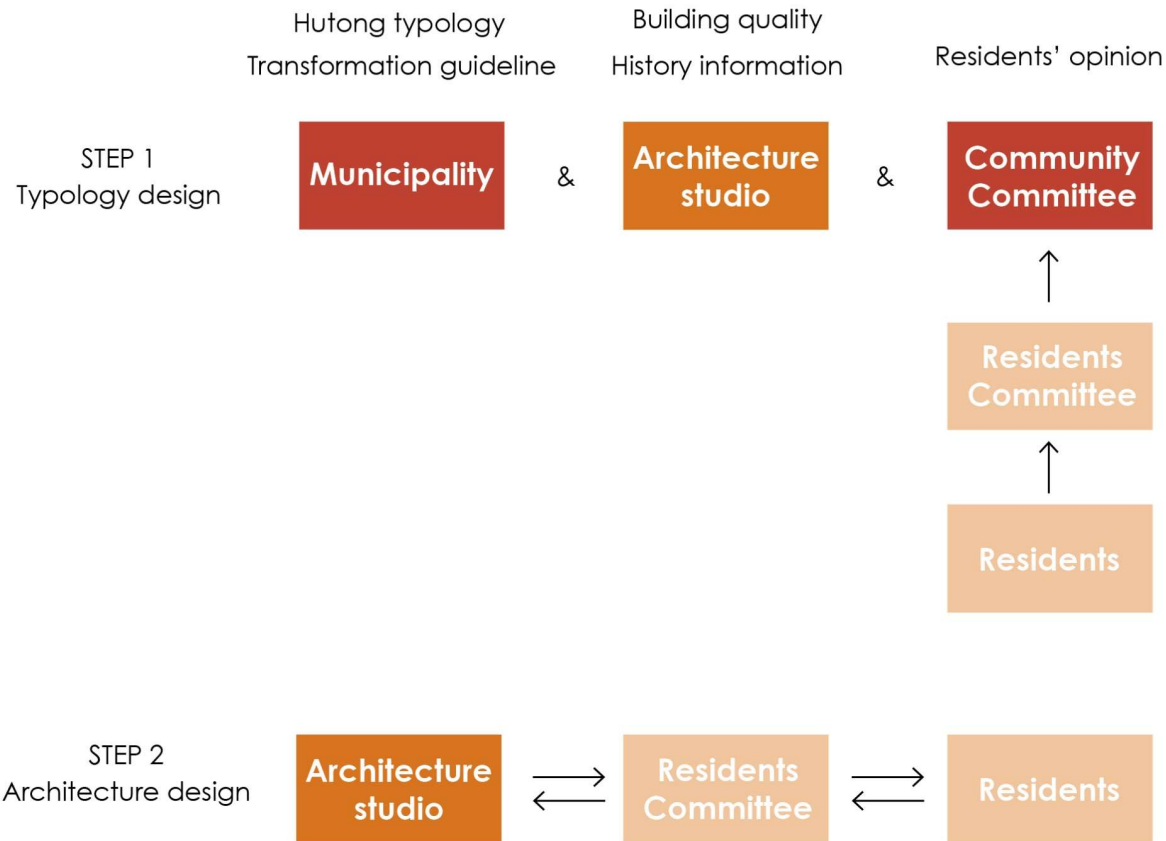 Hutong typology
Transformation guideline
Building quality
History information
Residents’ opinion
STEP 1
Typology design
Municipality
&
Architecture
studio
&
Community
Committee
Residents
Committee
Residents
STEP 2
Architecture design
Architecture
studio
Residents
Committee
Residents